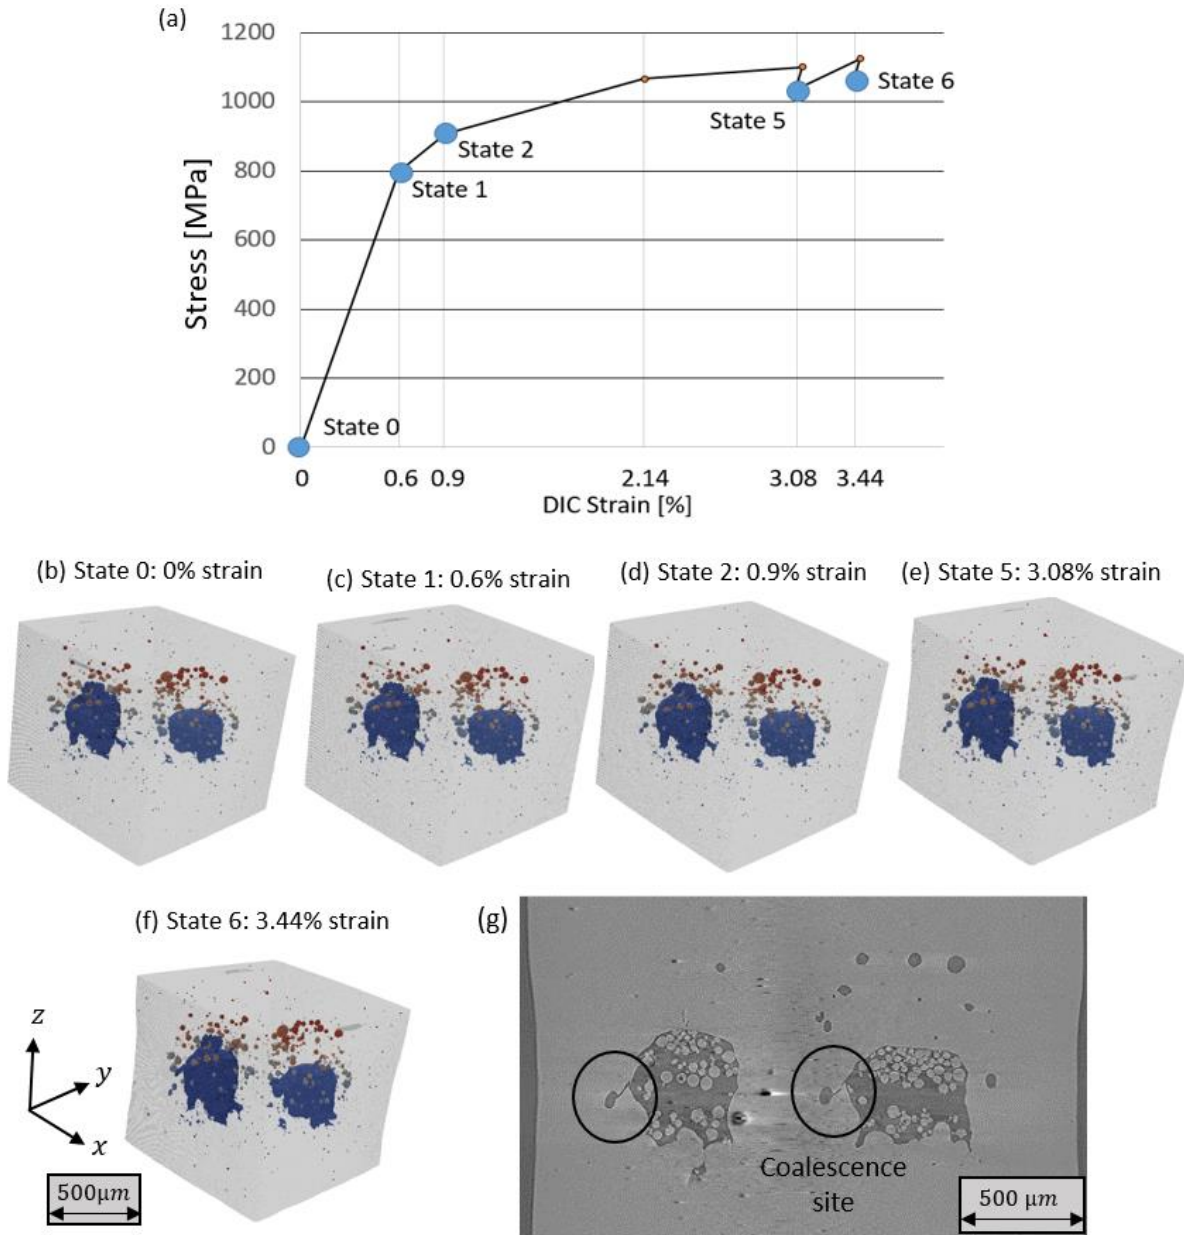 (a)
1200
1000
800
600
400
200
0
Stress [MPa]
State 0
State 1
State 2
State 5
State 6
0 0.6 0.9 2.14 3.08 3.44
DIC Strain [%]
(b) State 0: 0% strain
(c) State 1: 0.6% strain
(d) State 2: 0.9% strain
(e) State 5: 3.08% strain
(f) State 6: 3.44% strain
z
y
x
500μm
(g)
Coalescence
site
500 μm